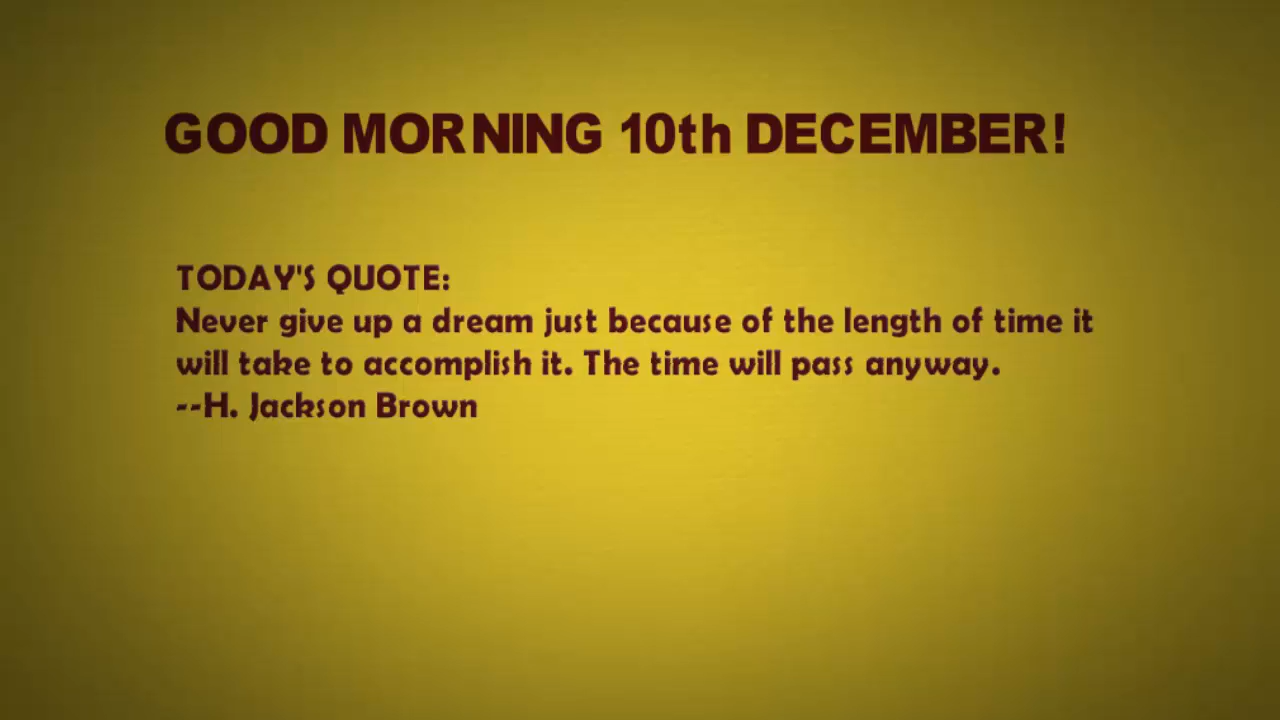 GOOD MORNING 10th DECEMBER!
TODAY'S QUOTE:
Never give up a dream just because of the length of time it
will take to accomplish it. The time will pass anyway.
--H. Jackson Brown